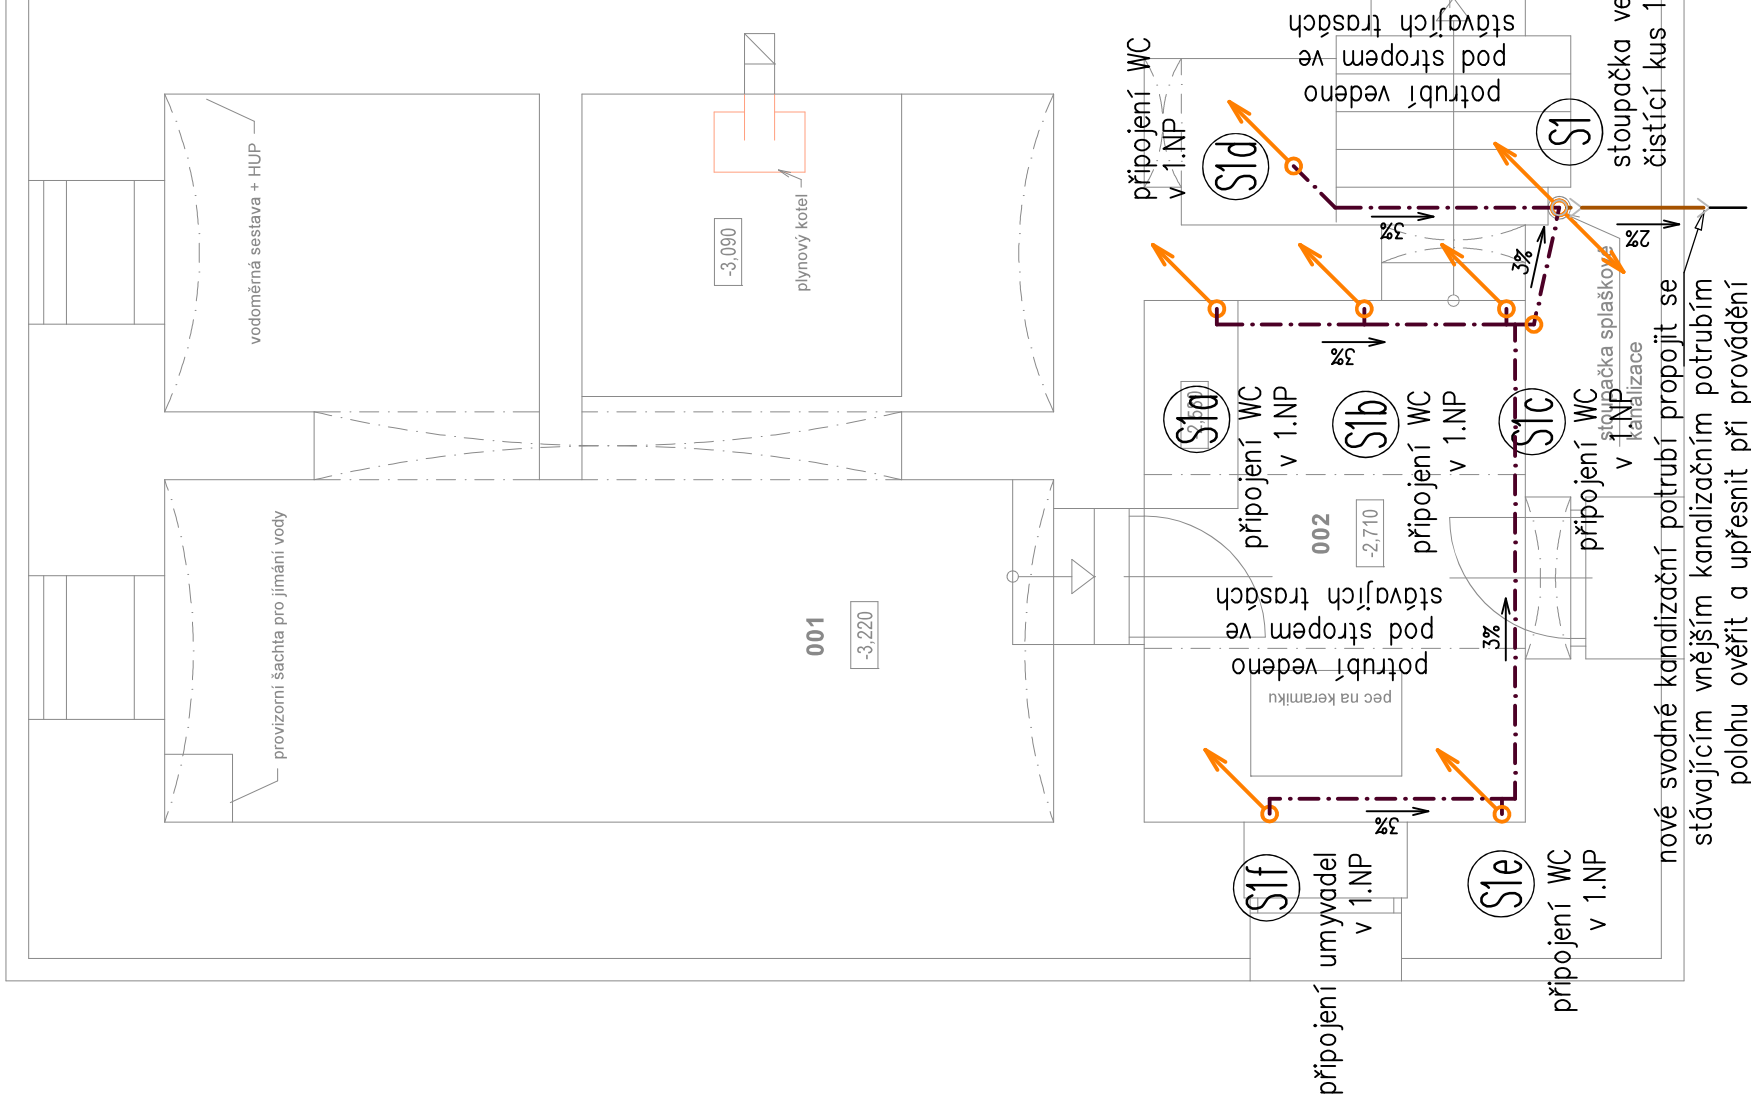 vodoměrná sestava + HUP
provizorní šachta pro jímání vody
-3,090
plynový kotel
001
-3,220
002
-2,710
pec na keramiku
potrubí vedeno
pod stropem ve
stávajích trasách
potrubí vedeno
pod stropem ve
stávajích trasách
připojení WC
v 1.NP
S1d
S1
stoupačka ve
čistící kus 1
S1a
připojení WC
v 1.NP
S1b
připojení WC
v 1.NP
S1c
připojení WC
v 1.NP
stoupačka splaškové
kanalizace
S1f
připojení umyvadel
v 1.NP
S1e
připojení WC
v 1.NP
3%
3%
3%
3%
3%
2%
nové svodné kanalizační potrubí propojit se
stávajícím vnějším kanalizačním potrubím
polohu ověřit a upřesnit při provádění